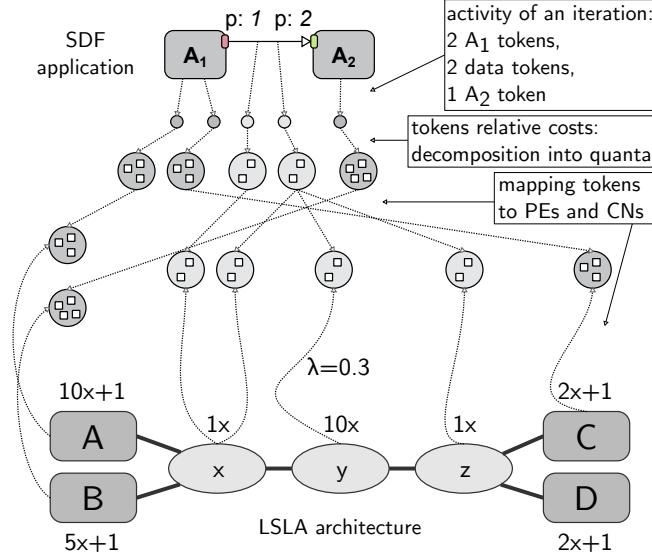 SDF
application
p: 1 p: 2
A1
A2
activity of an iteration:
2 A1 tokens,
2 data tokens,
1 A2 token
tokens relative costs:
decomposition into quanta
mapping tokens
to PEs and CNs
λ=0.3
10x+1
1x
10x
1x
2x+1
A
x
y
z
C
B
D
5x+1
LSLA architecture
2x+1